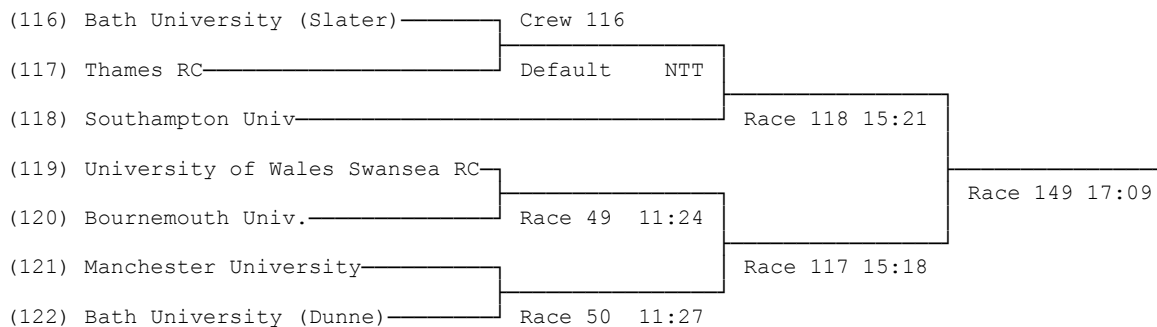 (116) Bath University (Slater) Crew 116
(117) Thames RC Default NTT
(118) Southampton Univ Race 118 15:21
(119) University of Wales Swansea RC
Race 149 17:09
(120) Bournemouth Univ. Race 49 11:24
(121) Manchester University Race 117 15:18
(122) Bath University (Dunne) Race 50 11:27